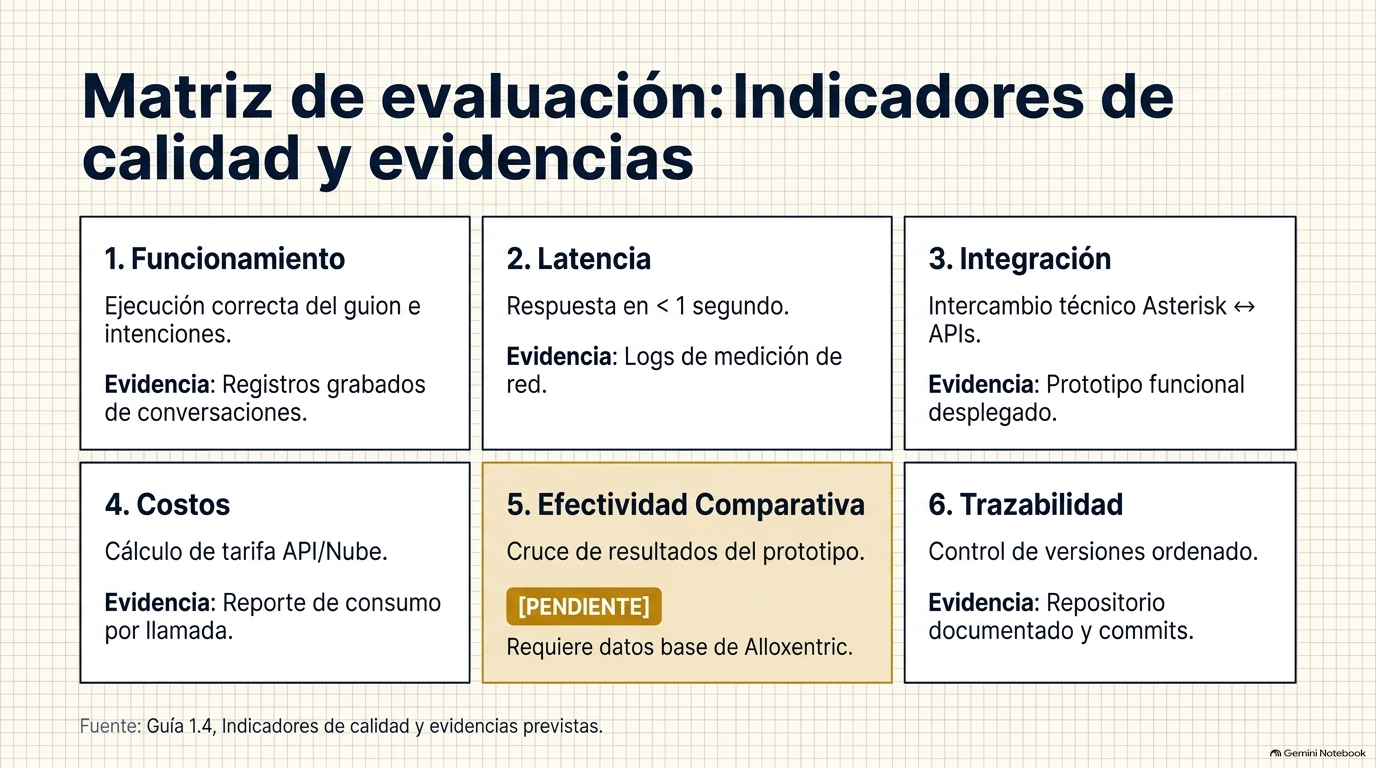 Matriz de evaluación: Indicadores de
calidad y evidencias
1. Funcionamiento
Ejecución correcta del guion e
intenciones.
Evidencia: Registros grabados
de conversaciones.
2. Latencia
Respuesta en < 1 segundo.
Evidencia: Logs de medición de
red.
3. Integración
Intercambio técnico Asterisk ↔
APIs.
Evidencia: Prototipo funcional
desplegado.
4. Costos
Cálculo de tarifa API/Nube.
Evidencia: Reporte de consumo
por llamada.
5. Efectividad Comparativa
Cruce de resultados del prototipo.
[PENDIENTE]
Requiere datos base de Alloxentric.
6. Trazabilidad
Control de versiones ordenado.
Evidencia: Repositorio
documentado y commits.
Fuente: Guía 1.4, Indicadores de calidad y evidencias previstas.
Gemini Notebook